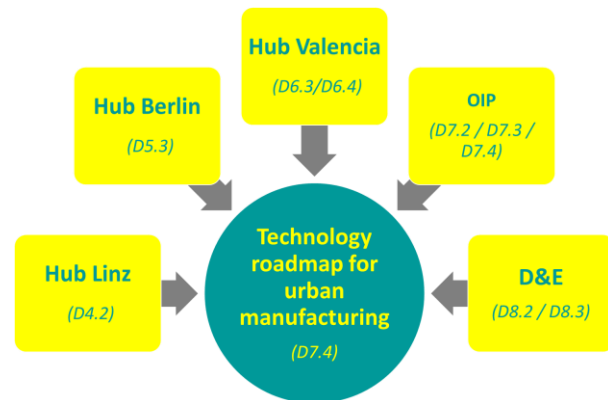 Hub Valencia
(D6.3/D6.4)
Hub Berlin
(D5.3)
OIP
(D7.2 / D7.3 /
D7.4)
Hub Linz
(D4.2)
Technology
roadmap for
urban
manufacturing
(D7.4)
D&E
(D8.2 / D8.3)